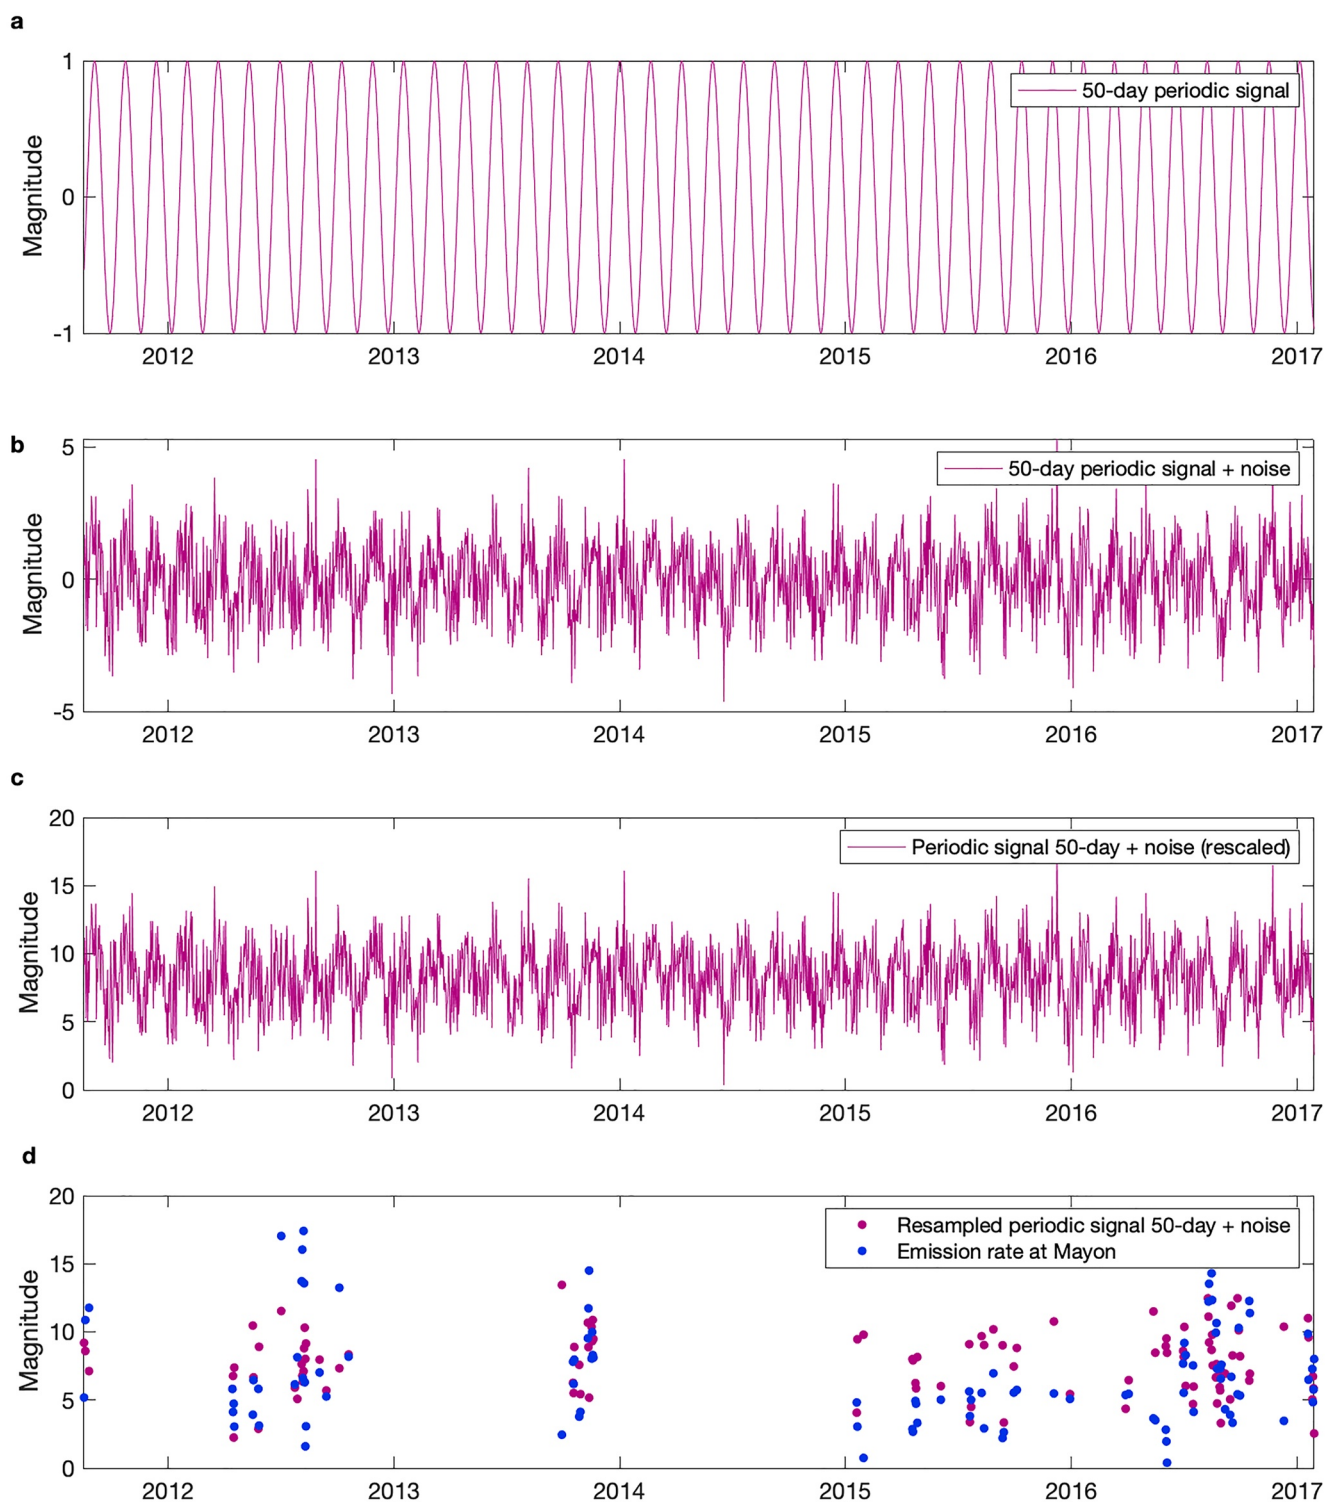 a
1
50-day periodic signal
Magnitude
0
-1
2012 2013 2014 2015 2016 2017
b
5
50-day periodic signal + noise
Magnitude
0
-5
2012 2013 2014 2015 2016 2017
c
20
Periodic signal 50-day + noise (rescaled)
15
Magnitude
10
5
0
2012 2013 2014 2015 2016 2017
d
20
Resampled periodic signal 50-day + noise
Emission rate at Mayon
15
Magnitude
10
5
0
2012 2013 2014 2015 2016 2017